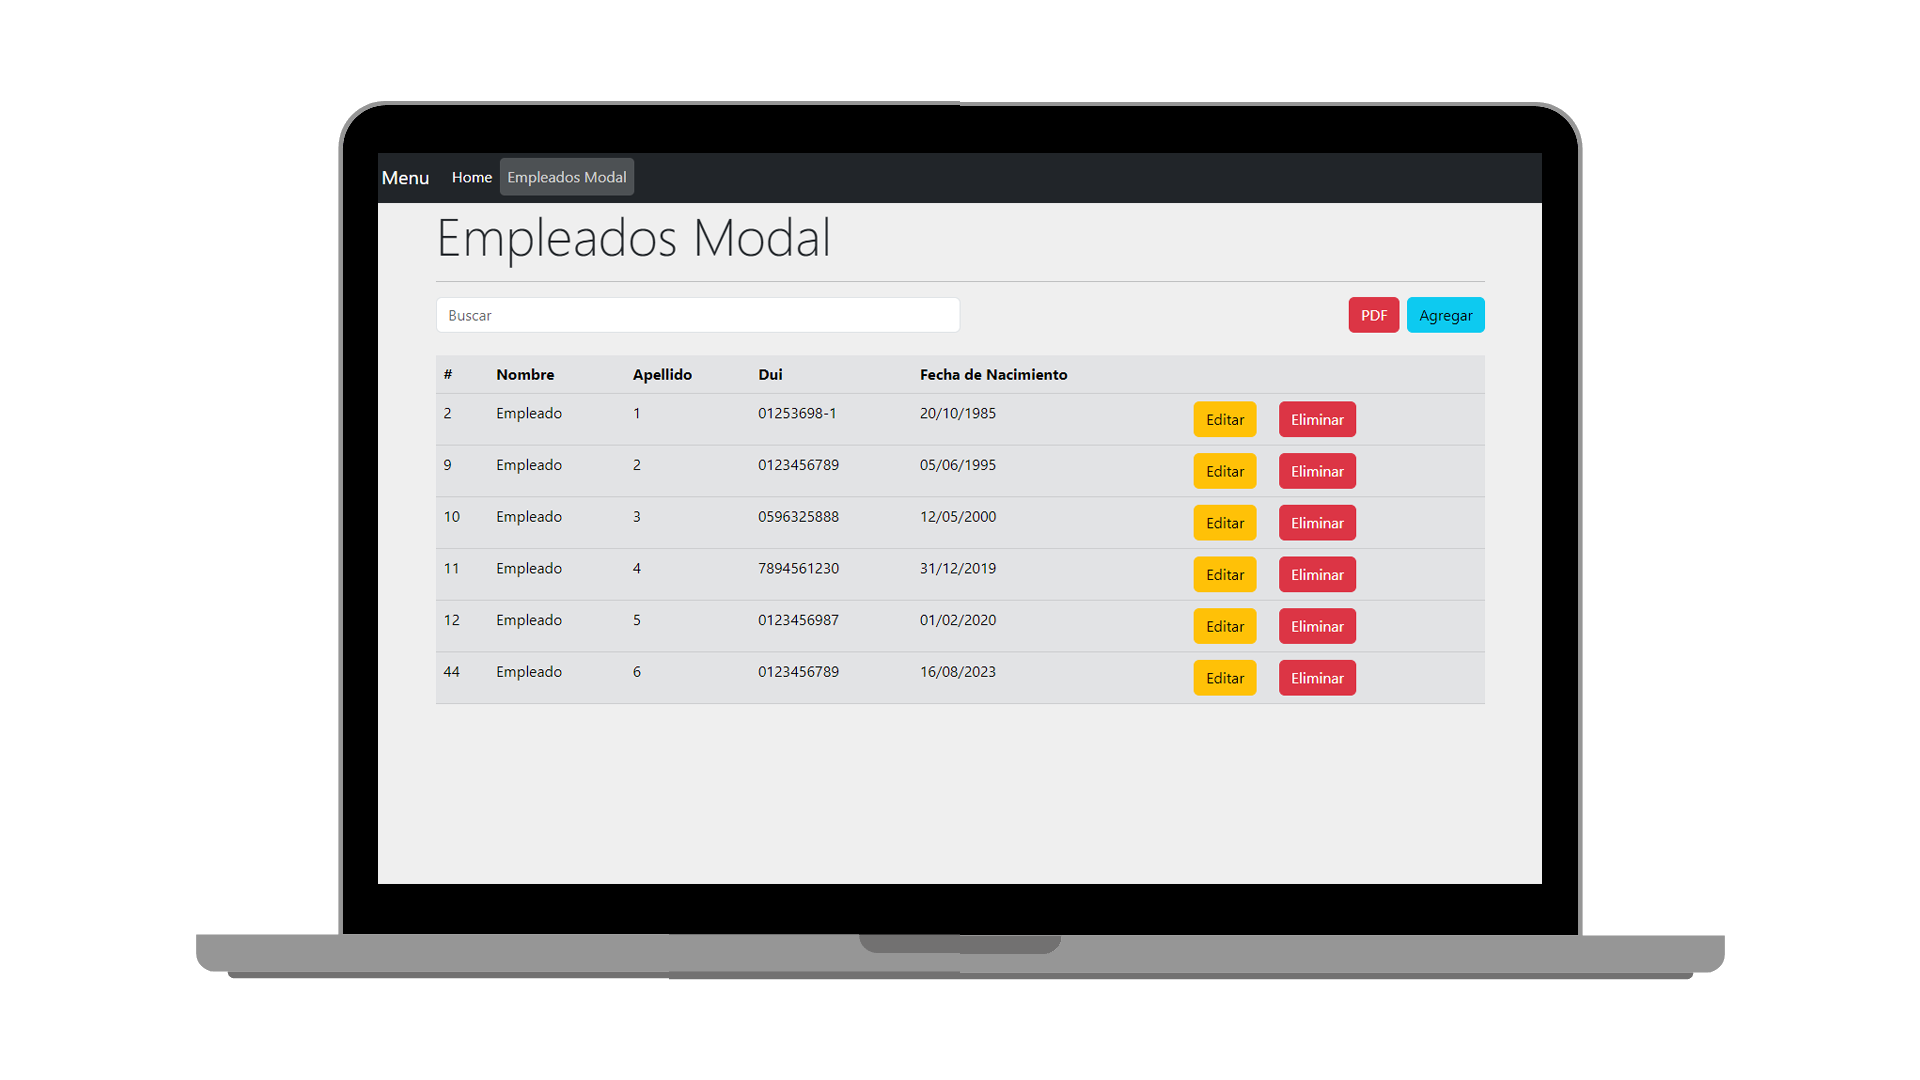 Menu Home Empleados Modal
Empleados Modal
Buscar PDF Agregar
# Nombre Apellido Dui Fecha de Nacimiento
2 Empleado 1 01253698-1 20/10/1985 Editar Eliminar
9 Empleado 2 0123456789 05/06/1995 Editar Eliminar
10 Empleado 3 0596325888 12/05/2000 Editar Eliminar
11 Empleado 4 7894561230 31/12/2019 Editar Eliminar
12 Empleado 5 0123456987 01/02/2020 Editar Eliminar
44 Empleado 6 0123456789 16/08/2023 Editar Eliminar